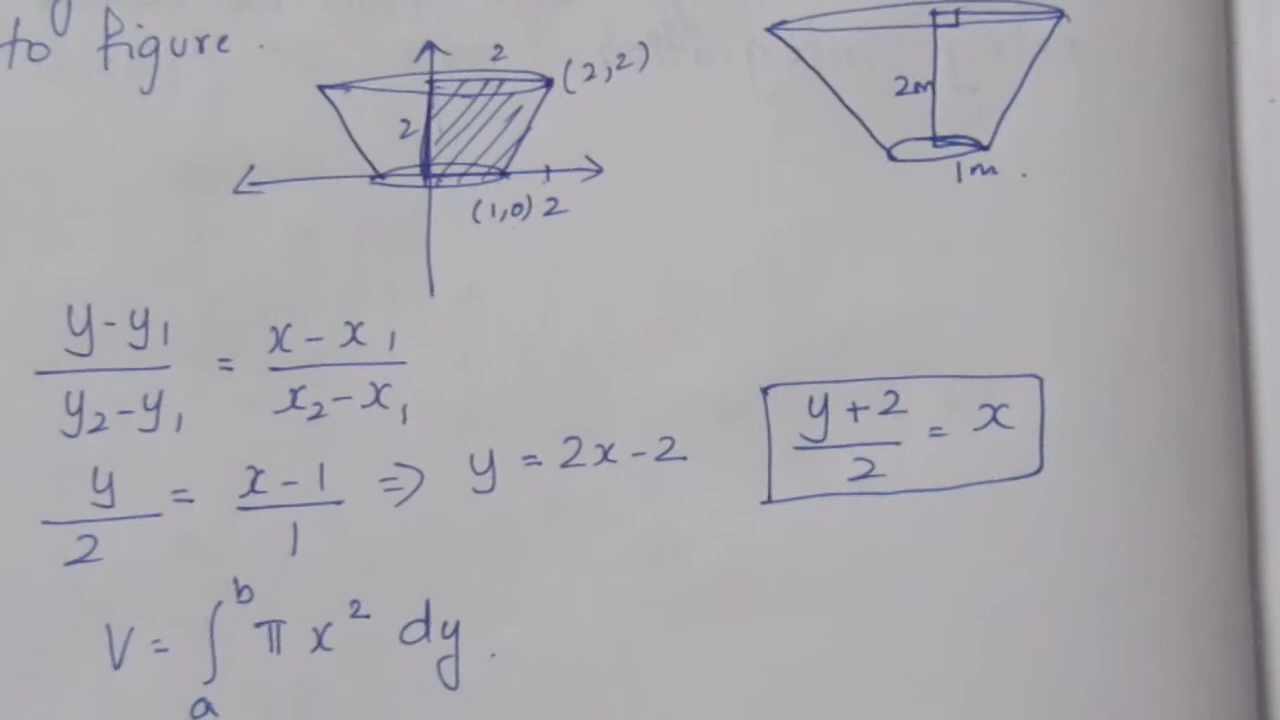 to figure.
2
(2,2)
2
(1,0) 2
2m
1m.
y-y₁/y₂-y₁ = x-x₁/x₂-x₁
y/2 = x-1/1 ⇒ y = 2x-2
y+2/2 = x
V = ∫ₐᵇ π x² dy.